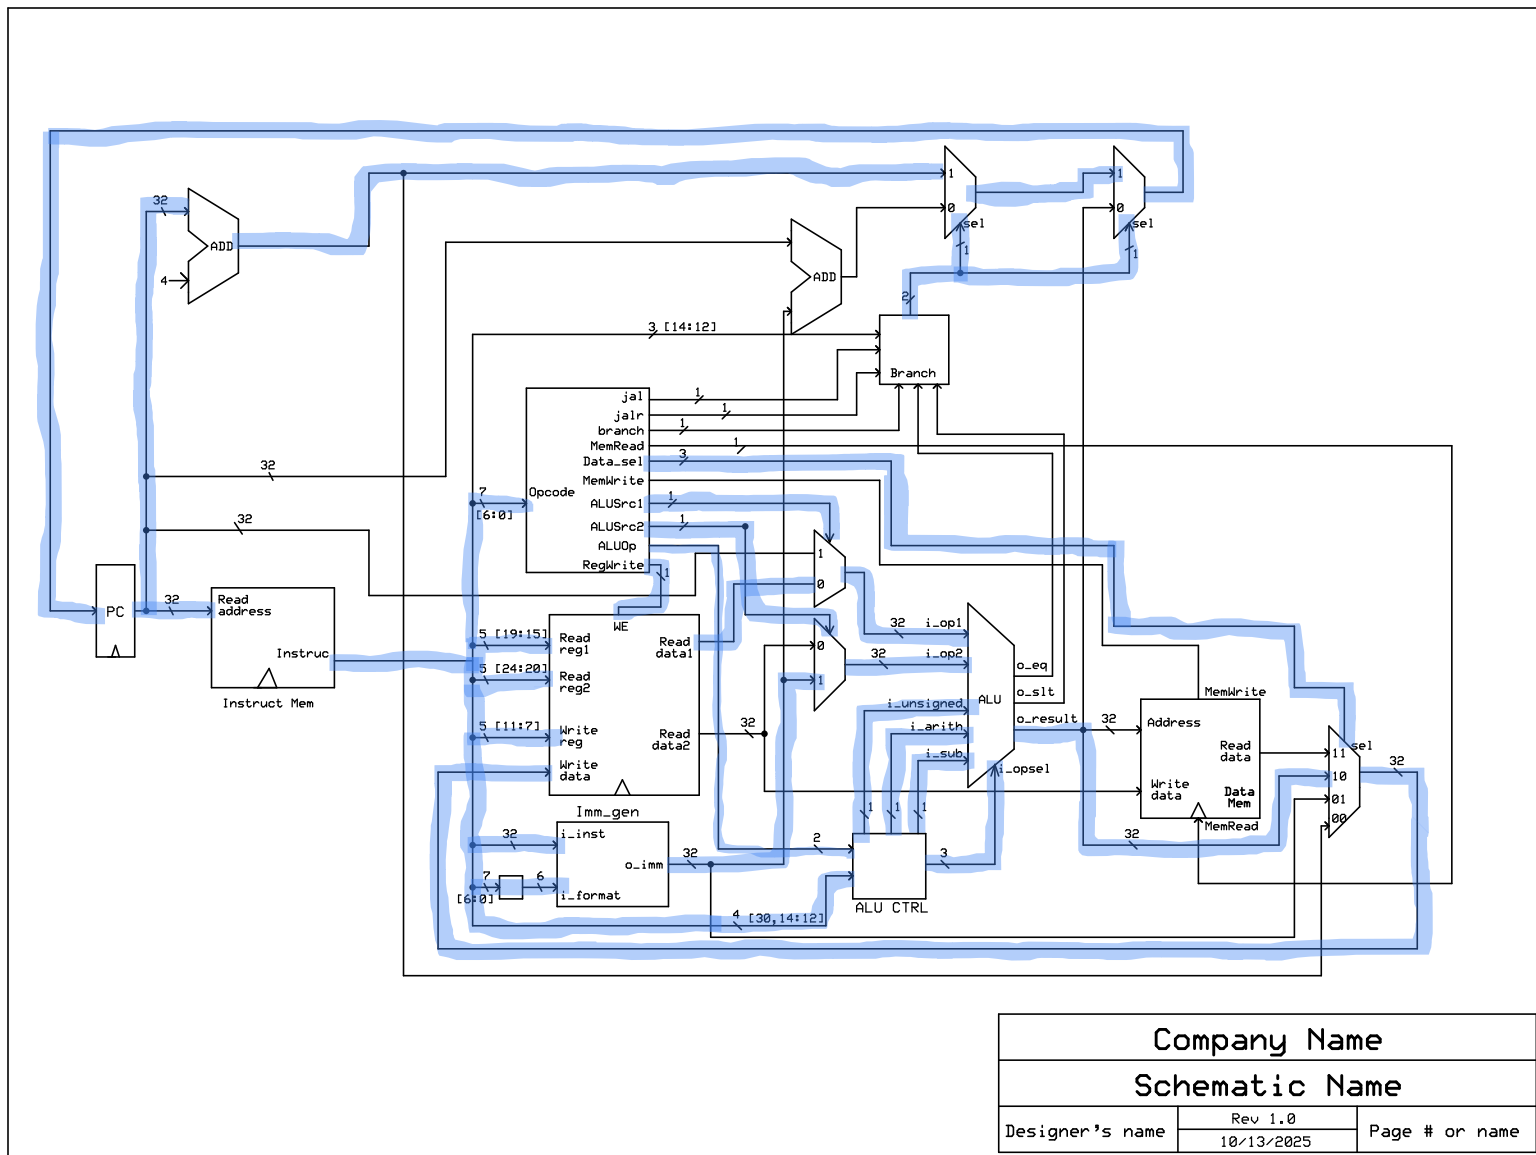 32
1
1
0
0
sel
sel
ADD
1
1
4
ADD
2
3 [14:12]
Branch
jal
1
jalr
1
branch
1
MemRead
1
Data_sel
3
32
MemWrite
Opcode
7
[6:0]
ALUSrc1
1
ALUSrc2
1
32
ALUOp
RegWrite
1
1
0
PC
32
Read
address
Instruc
Instruct Mem
WE
5 [19:15]
Read
reg1
Read
data1
5 [24:20]
Read
reg2
5 [11:7]
Write
reg
Read
data2
Write
data
32
0
1
32
i_op1
32
i_op2
i_unsigned
i_arith
i_sub
ALU
o_eq
o_slt
o_result
i_opsel
32
MemWrite
Address
Read
data
Write
data
Data
Mem
MemRead
sel
11
10
01
00
32
32
Imm_gen
32
i_inst
o_imm
32
7
[6:0]
6
i_format
1
1
1
2
3
4 [30,14:12]
ALU CTRL
Company Name
Schematic Name
Designer's name
Rev 1.0
10/13/2025
Page # or name